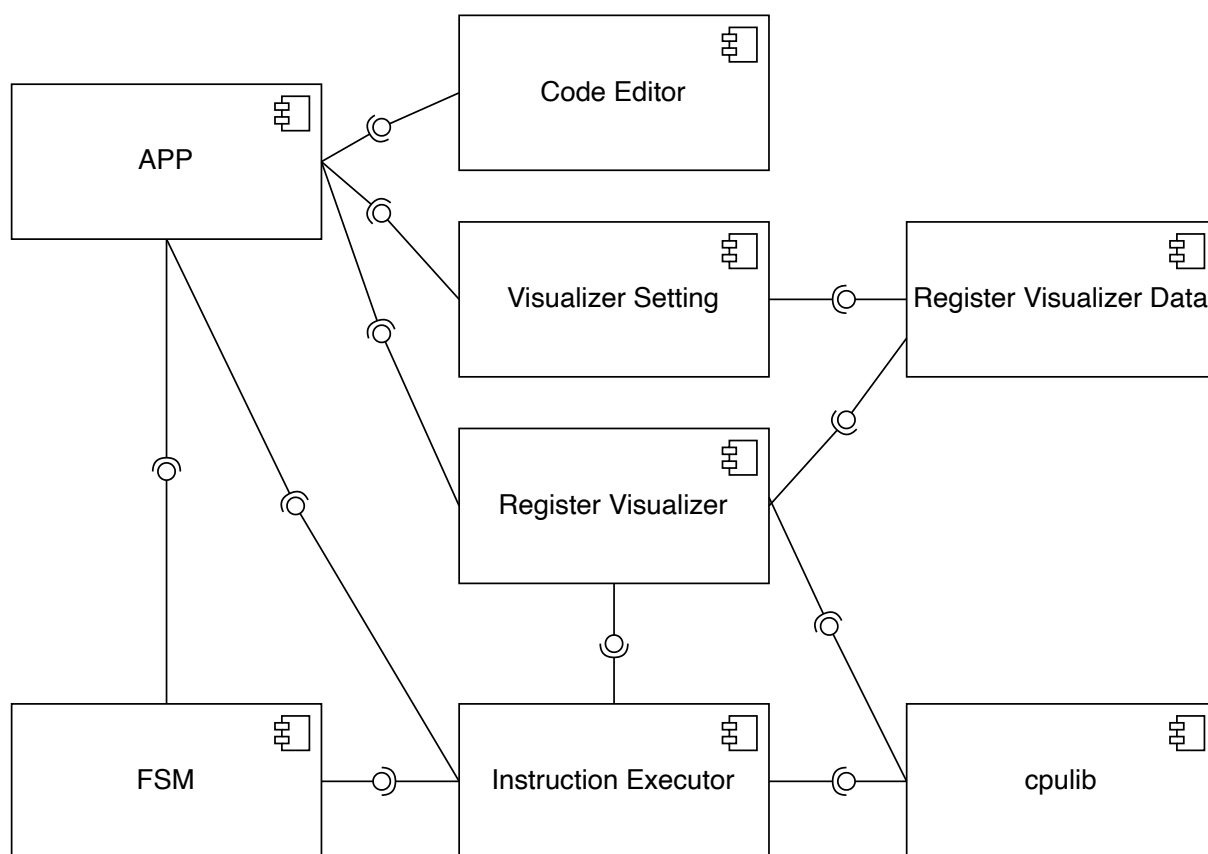 Code Editor
APP
Visualizer Setting
Register Visualizer Data
Register Visualizer
FSM
Instruction Executor
cpulib